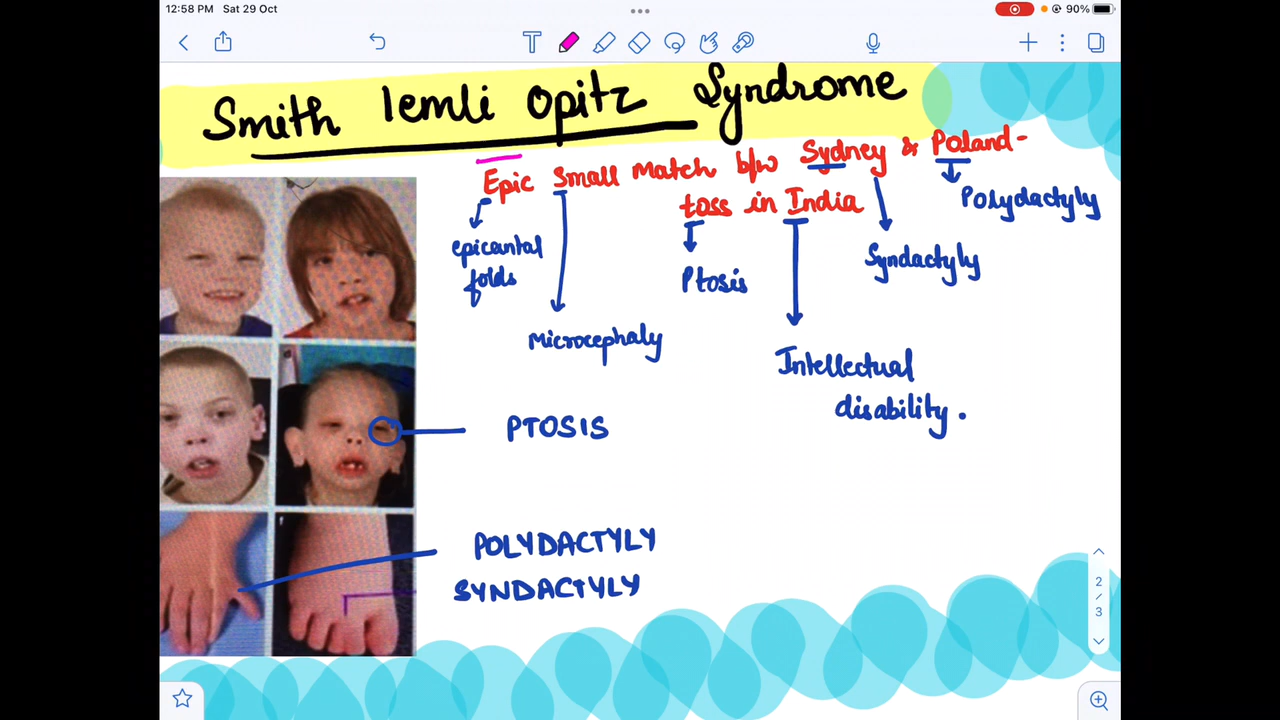 12:58 PM Sat 29 Oct
90%
T
Smith lemli Opitz Syndrome
Epic Small Match b/w Sydney & Poland-
toss in India
epicantal
folds
Microcephaly
Ptosis
Intellectual
disability.
Syndactyly
Polydactyly
PTOSIS
POLYDACTYLY
SYNDACTYLY
2
/
3